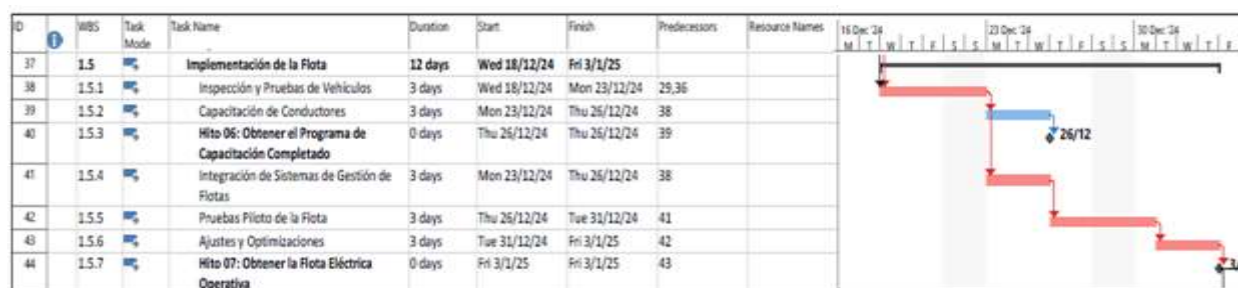 ID WBS Task Mode Task Name Duration Start Finish Predecessors Resource Names 16 Dec '24 23 Dec '24 30 Dec '24
M T W T F S S M T W T F S S M T W T F
37 1.5 Implementación de la Flota 12 days Wed 18/12/24 Fri 3/1/25
38 1.5.1 Inspección y Pruebas de Vehículos 3 days Wed 18/12/24 Mon 23/12/24 29,36
39 1.5.2 Capacitación de Conductores 3 days Mon 23/12/24 Thu 26/12/24 38
40 1.5.3 Hito 06: Obtener el Programa de 0 days Thu 26/12/24 Thu 26/12/24 39 26/12
Capacitación Completado
41 1.5.4 Integración de Sistemas de Gestión de 3 days Mon 23/12/24 Thu 26/12/24 38
Flotas
42 1.5.5 Pruebas Piloto de la Flota 3 days Thu 26/12/24 Tue 31/12/24 41
43 1.5.6 Ajustes y Optimizaciones 3 days Tue 31/12/24 Fri 3/1/25 42
44 1.5.7 Hito 07: Obtener la Flota Eléctrica 0 days Fri 3/1/25 Fri 3/1/25 43
Operativa